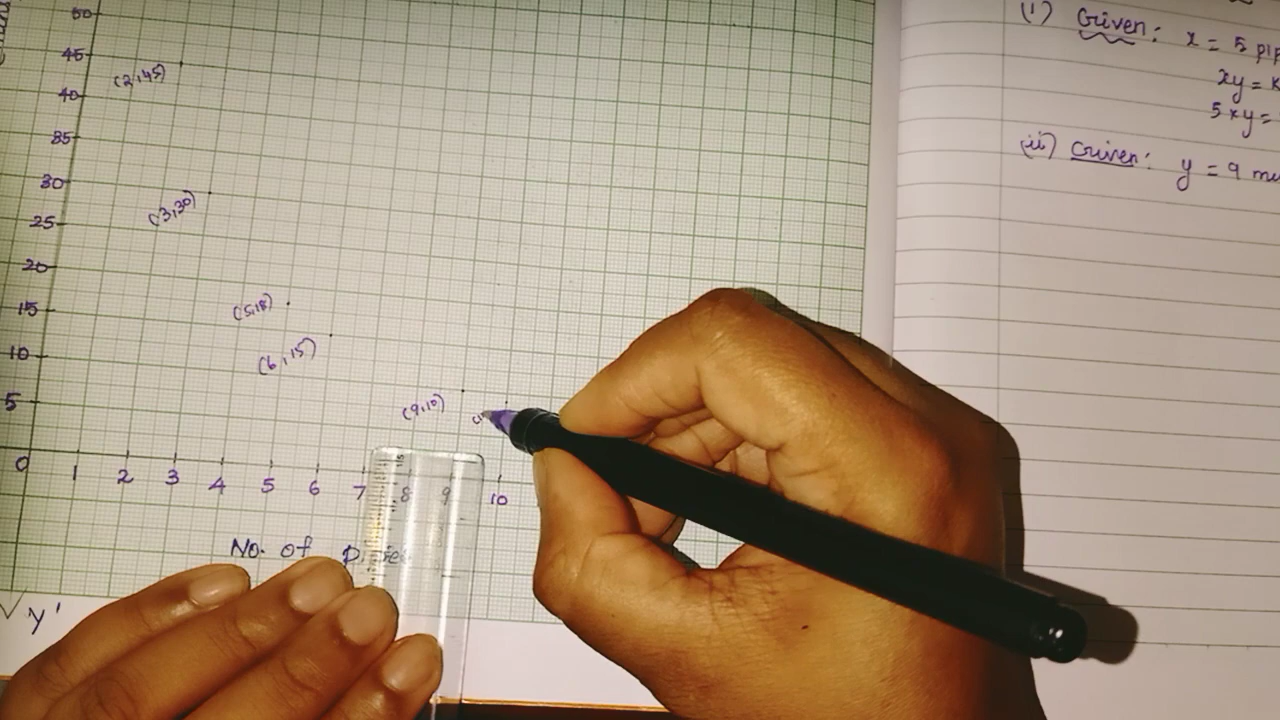 50
45
(2,45)
40
85
30
(3,30)
25
20
15
(5,18)
10
(6,15)
5
(9,10)
0
1 2 3 4 5 6 7 8 9 10
No. of
y'
(i) Given: x = 5
xy = k
5xy =
(ii) Given: y = 9